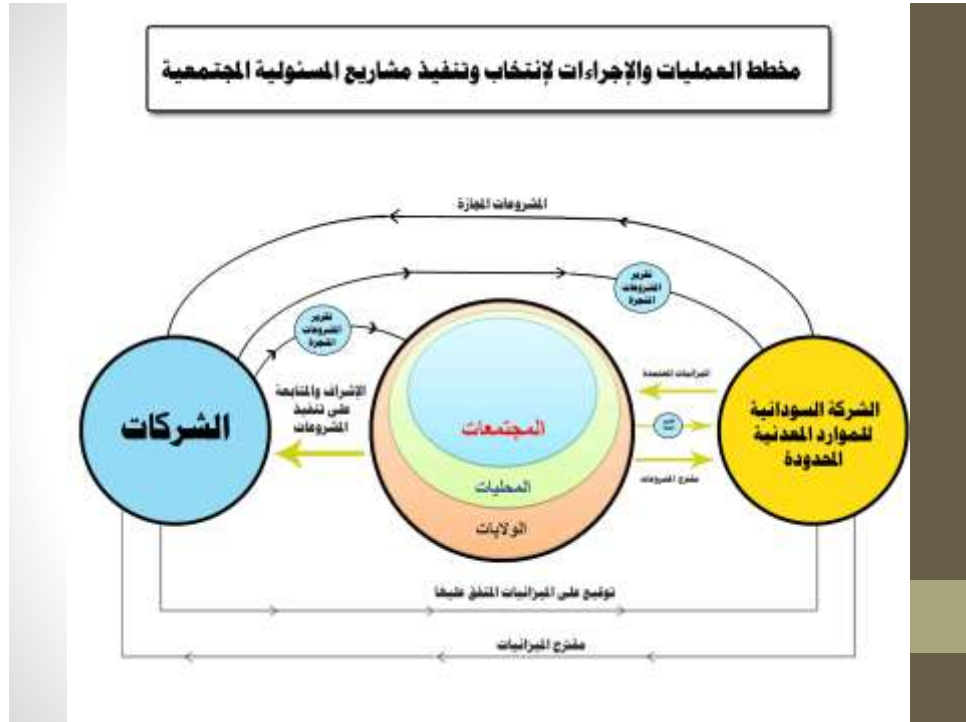 مخطط العمليات والإجراءات لإنتخاب وتنفيذ مشاريع المسئولية المجتمعية
المشروعات المجازة
تقرير
المشروعات
المنجزة
تقرير
المشروعات
المنجزة
الشركة السودانية
للموارد المعدنية
المحدودة
الميزانيات المعتمدة
مقترح المشروعات
المجتمعات
المحليات
الولايات
الإشراف والمتابعة
على تنفيذ
المشروعات
الشركات
توقيع على الميزانيات المتفق عليها
مقترح الميزانيات